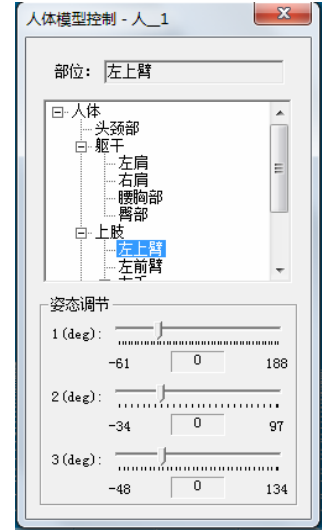 人体模型控制 - 人__1
部位: 左上臂
人体
头颈部
躯干
左肩
右肩
腰胸部
臀部
上肢
左上臂
左前臂
姿态调节
1(deg):
-61 0 188
2(deg):
-34 0 97
3(deg):
-48 0 134